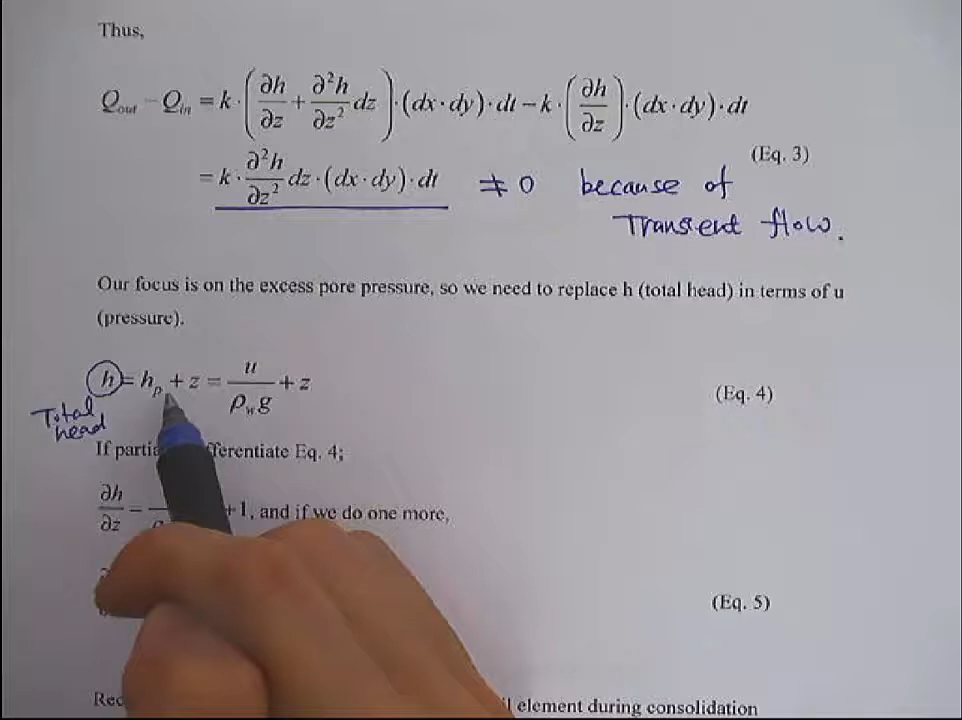 Thus,
Q_out − Q_in = k · (∂h/∂z + ∂²h/∂z² dz) · (dx · dy) · dt − k · (∂h/∂z) · (dx · dy) · dt
(Eq. 3)
= k · ∂²h/∂z² dz · (dx · dy) · dt ≠ 0 because of
Transient flow.
Our focus is on the excess pore pressure, so we need to replace h (total head) in terms of u
(pressure).
h = h_p + z = u/ρ_w g + z
(Eq. 4)
Total
head
If erentiate Eq. 4;
∂h/∂z = +1, and if we do one more,
(Eq. 5)
element during consolidation